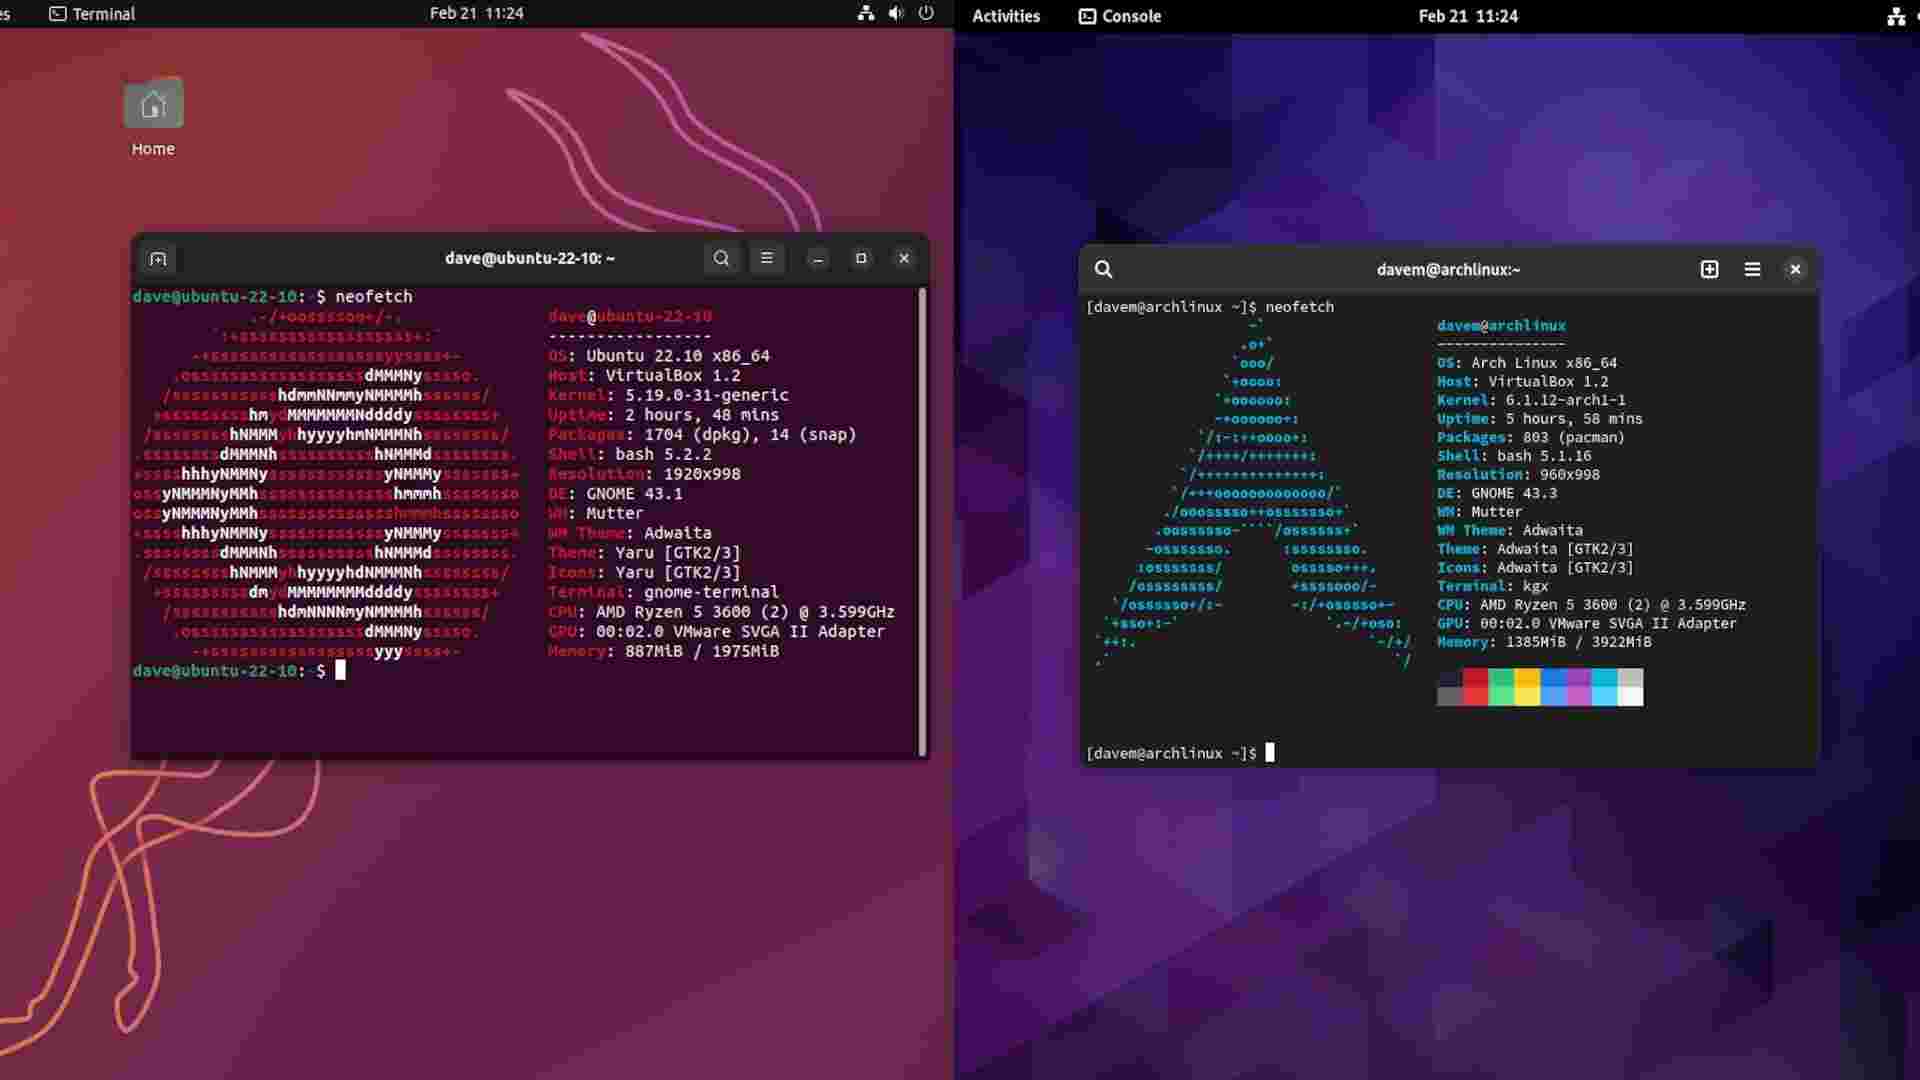 es
Terminal
Feb 21 11:24
Home
dave@ubuntu-22-10: ~
dave@ubuntu-22-10: $ neofetch
dave@ubuntu-22-10
-----------------
OS: Ubuntu 22.10 x86_64
Host: VirtualBox 1.2
Kernel: 5.19.0-31-generic
Uptime: 2 hours, 48 mins
Packages: 1704 (dpkg), 14 (snap)
Shell: bash 5.2.2
Resolution: 1920x998
DE: GNOME 43.1
WM: Mutter
WM Theme: Adwaita
Theme: Yaru [GTK2/3]
Icons: Yaru [GTK2/3]
Terminal: gnome-terminal
CPU: AMD Ryzen 5 3600 (2) @ 3.599GHz
GPU: 00:02.0 VMware SVGA II Adapter
Memory: 887MiB / 1975MiB
dave@ubuntu-22-10: $
Activities
Console
Feb 21 11:24
davem@archlinux:~
[davem@archlinux ~]$ neofetch
davem@archlinux
---------------
OS: Arch Linux x86_64
Host: VirtualBox 1.2
Kernel: 6.1.12-arch1-1
Uptime: 5 hours, 58 mins
Packages: 803 (pacman)
Shell: bash 5.1.16
Resolution: 960x998
DE: GNOME 43.3
WM: Mutter
WM Theme: Adwaita
Theme: Adwaita [GTK2/3]
Icons: Adwaita [GTK2/3]
Terminal: kgx
CPU: AMD Ryzen 5 3600 (2) @ 3.599GHz
GPU: 00:02.0 VMware SVGA II Adapter
Memory: 1385MiB / 3922MiB
[davem@archlinux ~]$